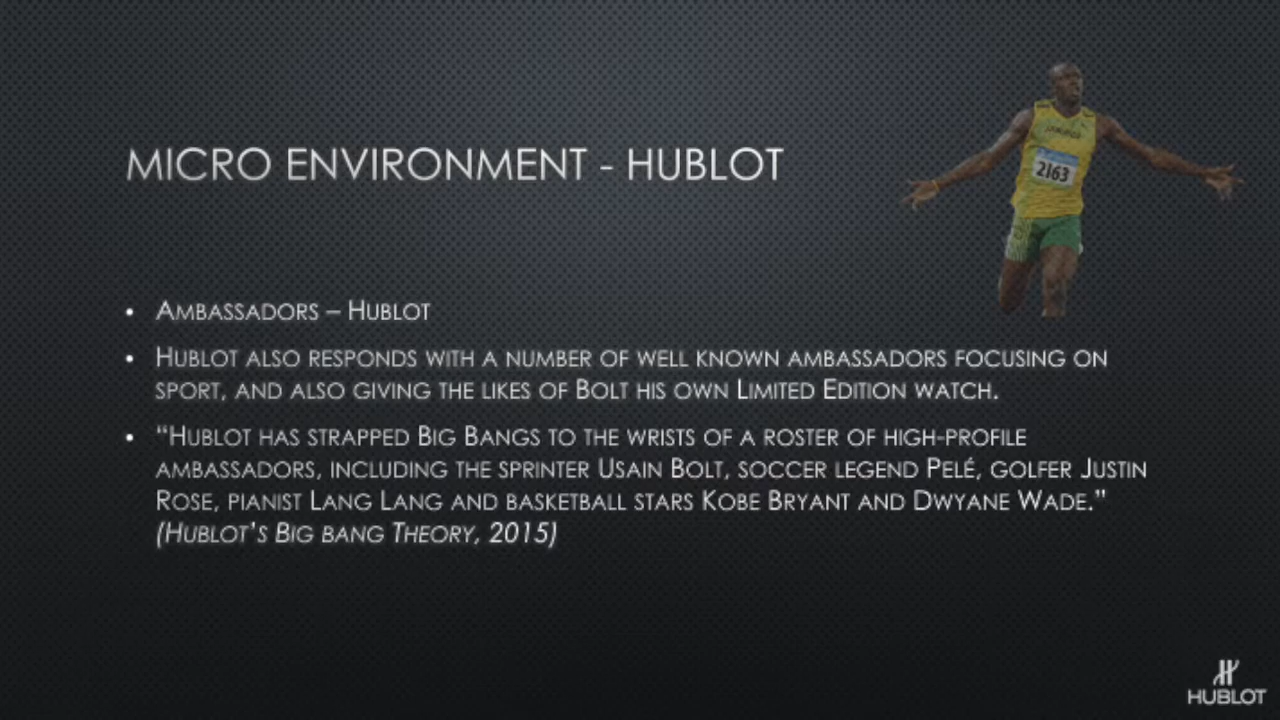 JAMAICA
2163
MICRO ENVIRONMENT - HUBLOT
• AMBASSADORS – HUBLOT
• HUBLOT ALSO RESPONDS WITH A NUMBER OF WELL KNOWN AMBASSADORS FOCUSING ON
SPORT, AND ALSO GIVING THE LIKES OF BOLT HIS OWN LIMITED EDITION WATCH.
• “HUBLOT HAS STRAPPED BIG BANGS TO THE WRISTS OF A ROSTER OF HIGH-PROFILE
AMBASSADORS, INCLUDING THE SPRINTER USAIN BOLT, SOCCER LEGEND PELÉ, GOLFER JUSTIN
ROSE, PIANIST LANG LANG AND BASKETBALL STARS KOBE BRYANT AND DWYANE WADE.”
(HUBLOT’S BIG BANG THEORY, 2015)
HUBLOT